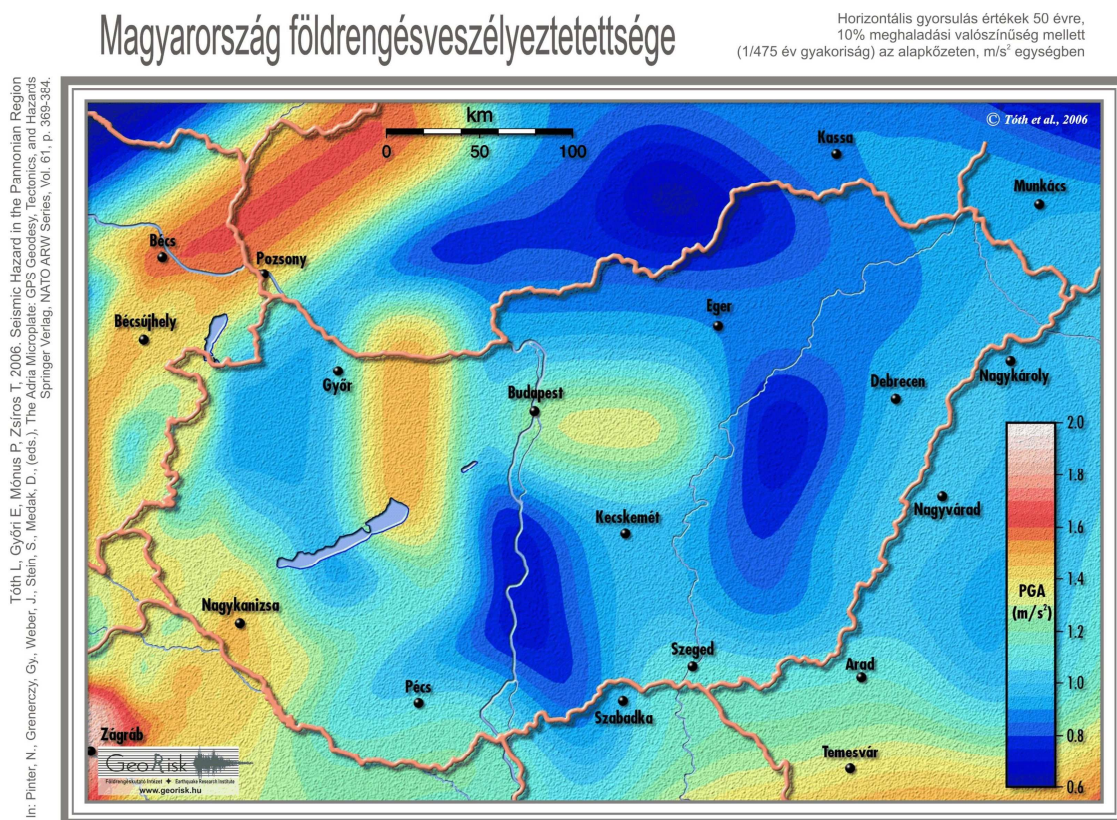 Magyarország földrengésveszélyeztetettsége
Horizontális gyorsulás értékek 50 évre,
10% meghaladási valószínűség mellett
(1/475 év gyakoriság) az alapkőzeten, m/s² egységben
Tóth L, Győri E, Mónus P, Zsíros T, 2006. Seismic Hazard in the Pannonian Region
In: Pinter, N., Grenerczy, Gy., Weber, J., Stein, S., Medak, D., (eds.), The Adria Microplate: GPS Geodesy, Tectonics, and Hazards
Springer Verlag, NATO ARW Series, Vol. 61, p. 369-384.
km
0 50 100
© Tóth et al., 2006
Kassa
Munkács
Bécs
Pozsony
Eger
Bécsújhely
Győr
Budapest
Debrecen
Nagykároly
Nagyvárad
Kecskemét
Nagykanizsa
Szeged
Arad
Pécs
Szabadka
Zágráb
Temesvár
2.0
1.8
1.6
1.4
PGA
(m/s²)
1.2
1.0
0.8
0.6
GeoRisk
Földrengéskutató Intézet ✦ Earthquake Research Institute
www.georisk.hu